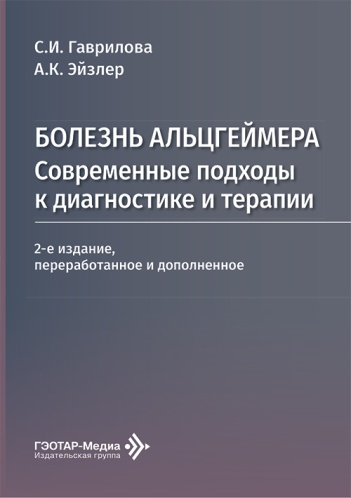 С.И. Гаврилова
А.К. Эйзлер
БОЛЕЗНЬ АЛЬЦГЕЙМЕРА
Современные подходы
к диагностике и терапии
2-е издание,
переработанное и дополненное
ГЭОТАР-Медиа
Издательская группа